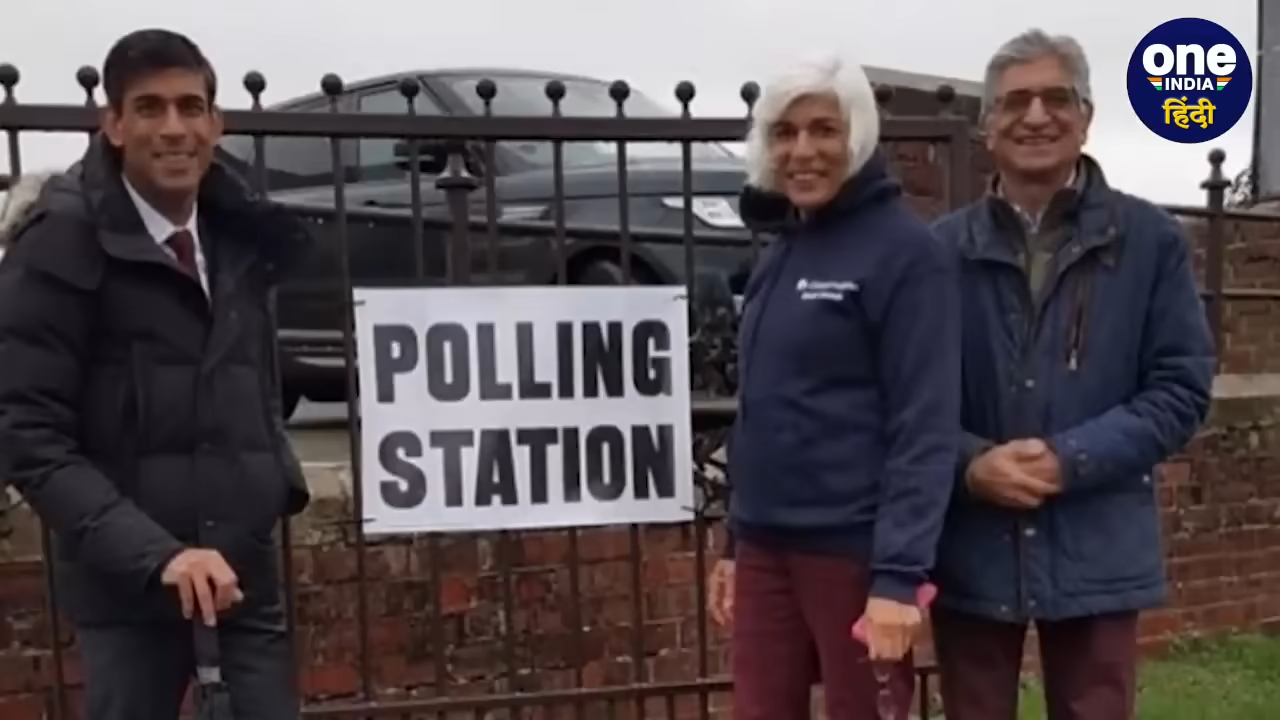 one
INDIA
हिंदी
POLLING
STATION